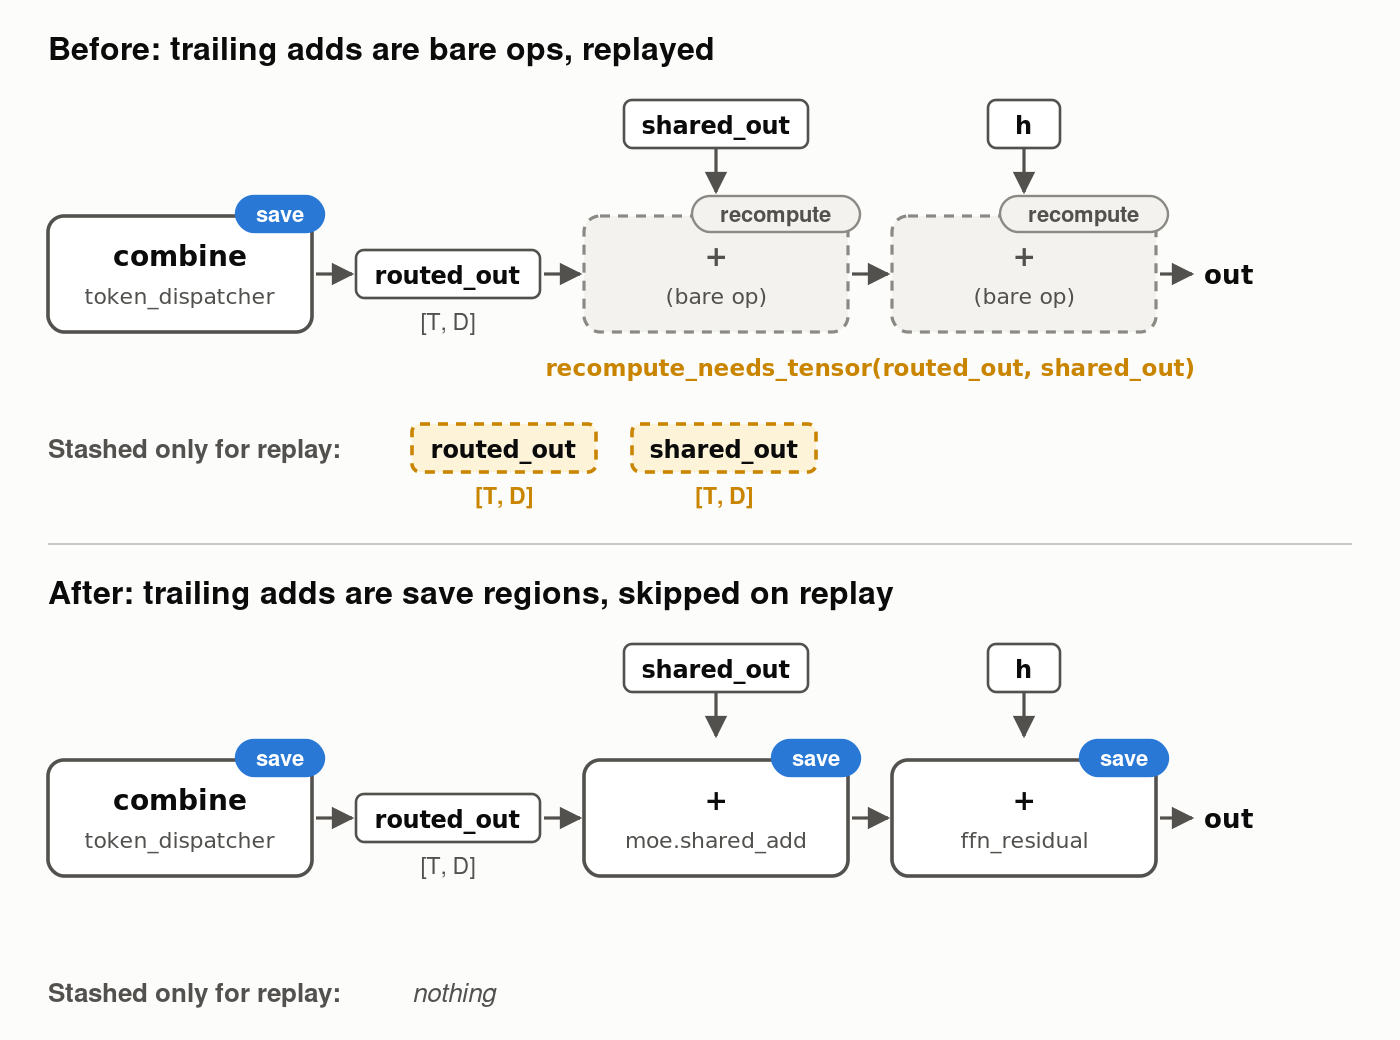 Before: trailing adds are bare ops, replayed
shared_out
h
save
recompute
recompute
combine
token_dispatcher
routed_out
[T, D]
+
(bare op)
+
(bare op)
out
recompute_needs_tensor(routed_out, shared_out)
Stashed only for replay:
routed_out
shared_out
[T, D]
[T, D]
After: trailing adds are save regions, skipped on replay
shared_out
h
save
save
save
combine
token_dispatcher
routed_out
[T, D]
+
moe.shared_add
+
ffn_residual
out
Stashed only for replay:
nothing